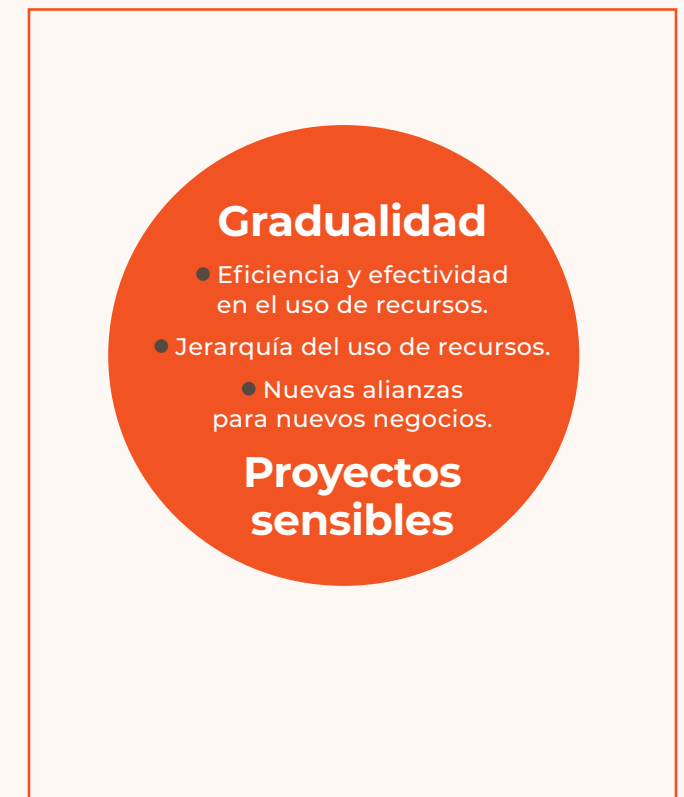 Gradualidad
● Eficiencia y efectividad
en el uso de recursos.
● Jerarquía del uso de recursos.
● Nuevas alianzas
para nuevos negocios.
Proyectos
sensibles